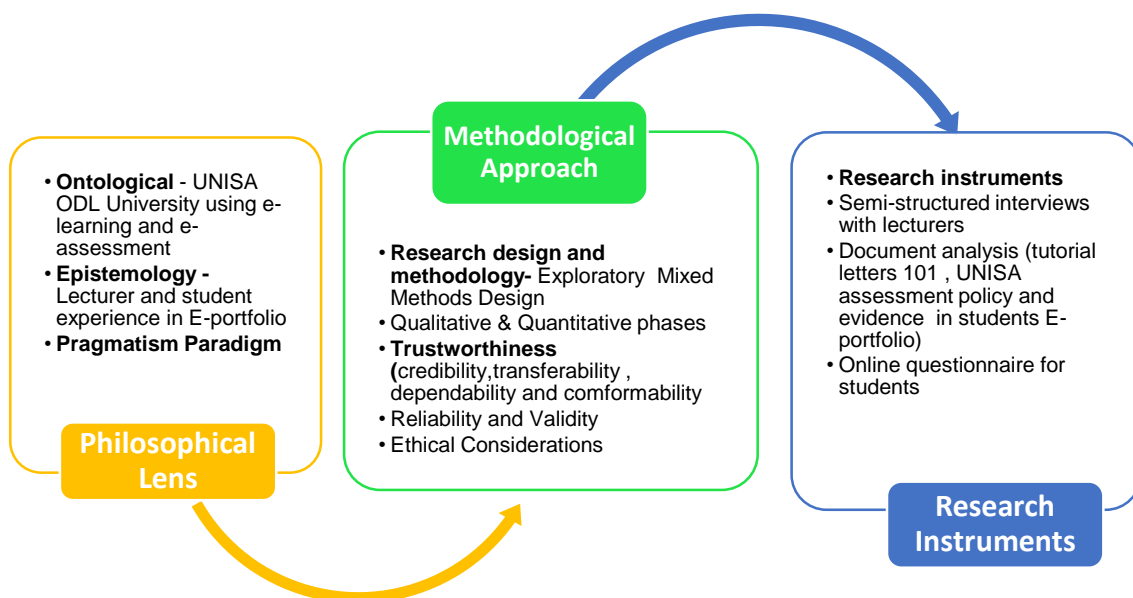 • Ontological - UNISA
ODL University using e-
learning and e-
assessment
• Epistemology -
Lecturer and student
experience in E-portfolio
• Pragmatism Paradigm
Philosophical
Lens
Methodological
Approach
• Research design and
methodology- Exploratory Mixed
Methods Design
• Qualitative & Quantitative phases
• Trustworthiness
(credibility,transferability ,
dependability and comformability
• Reliability and Validity
• Ethical Considerations
• Research instruments
• Semi-structured interviews
with lecturers
• Document analysis (tutorial
letters 101 , UNISA
assessment policy and
evidence in students E-
portfolio)
• Online questionnaire for
students
Research
Instruments